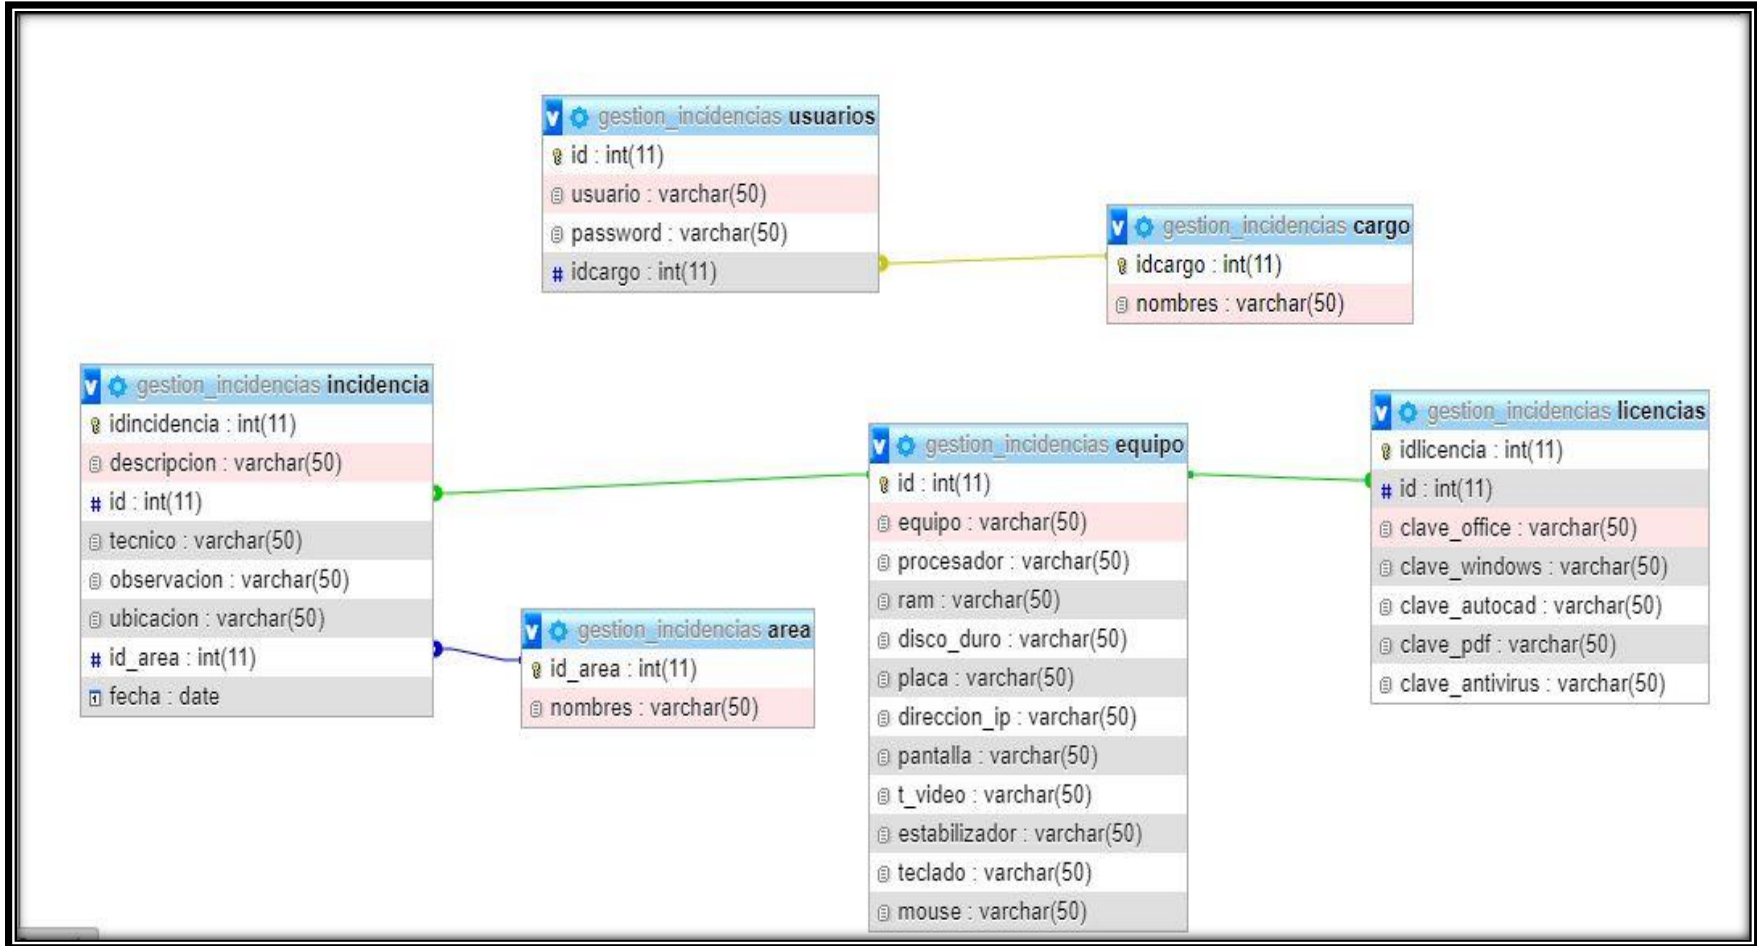 gestion_incidencias usuarios
id : int(11)
usuario : varchar(50)
password : varchar(50)
# idcargo : int(11)
gestion_incidencias cargo
idcargo : int(11)
nombres : varchar(50)
gestion_incidencias incidencia
idincidencia : int(11)
descripcion : varchar(50)
# id : int(11)
tecnico : varchar(50)
observacion : varchar(50)
ubicacion : varchar(50)
# id_area : int(11)
fecha : date
gestion_incidencias area
id_area : int(11)
nombres : varchar(50)
gestion_incidencias equipo
id : int(11)
equipo : varchar(50)
procesador : varchar(50)
ram : varchar(50)
disco_duro : varchar(50)
placa : varchar(50)
direccion_ip : varchar(50)
pantalla : varchar(50)
t_video : varchar(50)
estabilizador : varchar(50)
teclado : varchar(50)
mouse : varchar(50)
gestion_incidencias licencias
idlicencia : int(11)
# id : int(11)
clave_office : varchar(50)
clave_windows : varchar(50)
clave_autocad : varchar(50)
clave_pdf : varchar(50)
clave_antivirus : varchar(50)